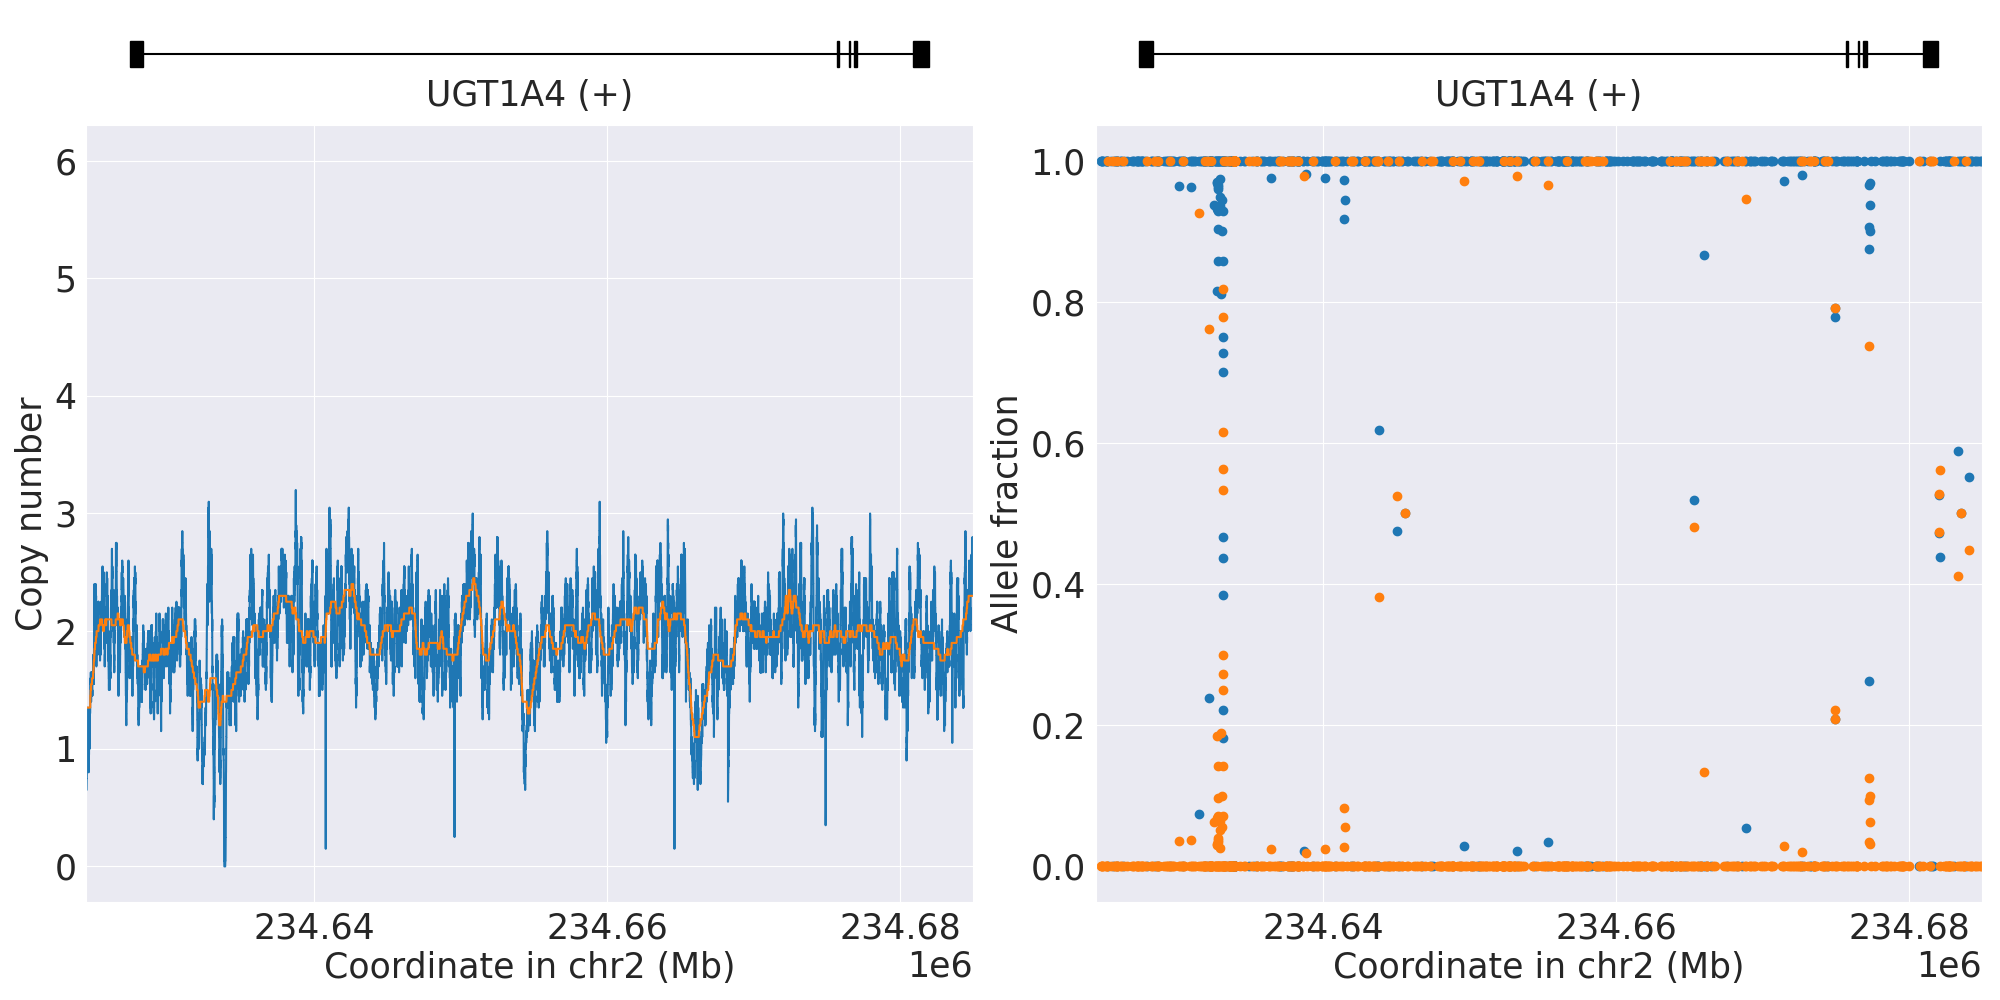 UGT1A4 (+)
6
5
4
3
2
1
0
Copy number
234.64 234.66 234.68
1e6
Coordinate in chr2 (Mb)
UGT1A4 (+)
1.0
0.8
0.6
0.4
0.2
0.0
Allele fraction
234.64 234.66 234.68
1e6
Coordinate in chr2 (Mb)